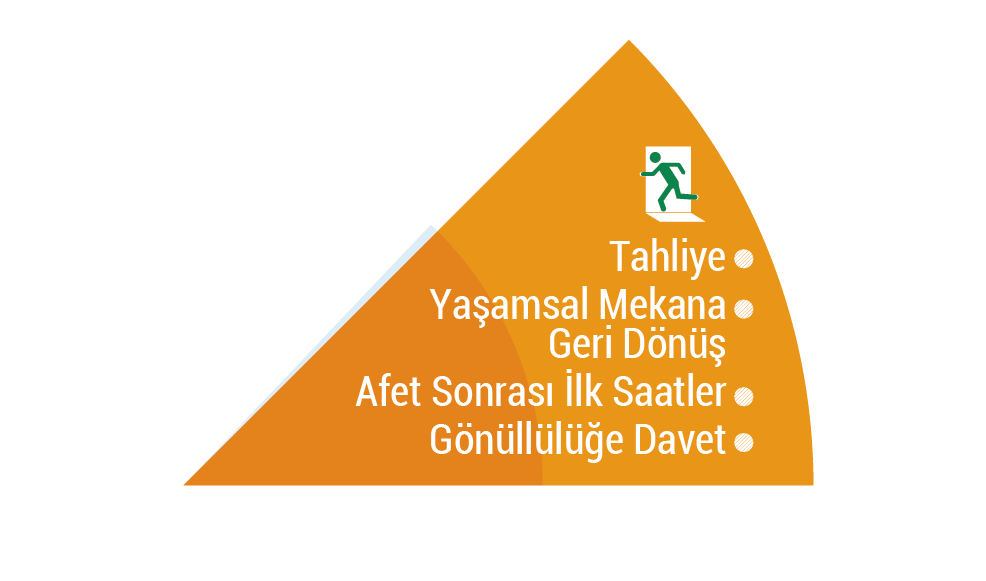 Tahliye
Yaşamsal Mekana
Geri Dönüş
Afet Sonrası İlk Saatler
Gönüllülüğe Davet